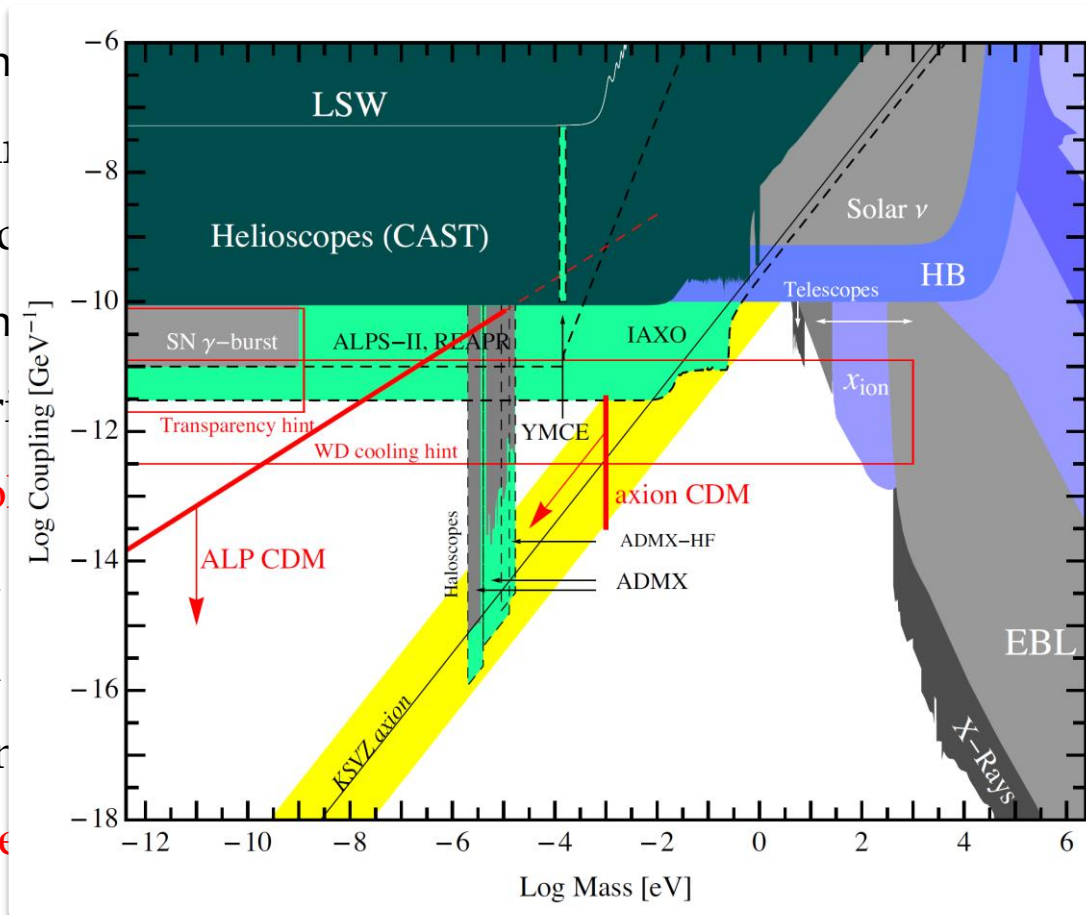 LSW
Helioscopes (CAST)
Solar ν
HB
Telescopes
SN γ−burst
ALPS−II, REAPR
IAXO
χion
Transparency hint
WD cooling hint
YMCE
axion CDM
ADMX−HF
ADMX
Haloscopes
ALP CDM
EBL
X−Rays
KSVZ axion
Log Coupling [GeV−1]
−6
−8
−10
−12
−14
−16
−18
−12
−10
−8
−6
−4
−2
0
2
4
6
Log Mass [eV]